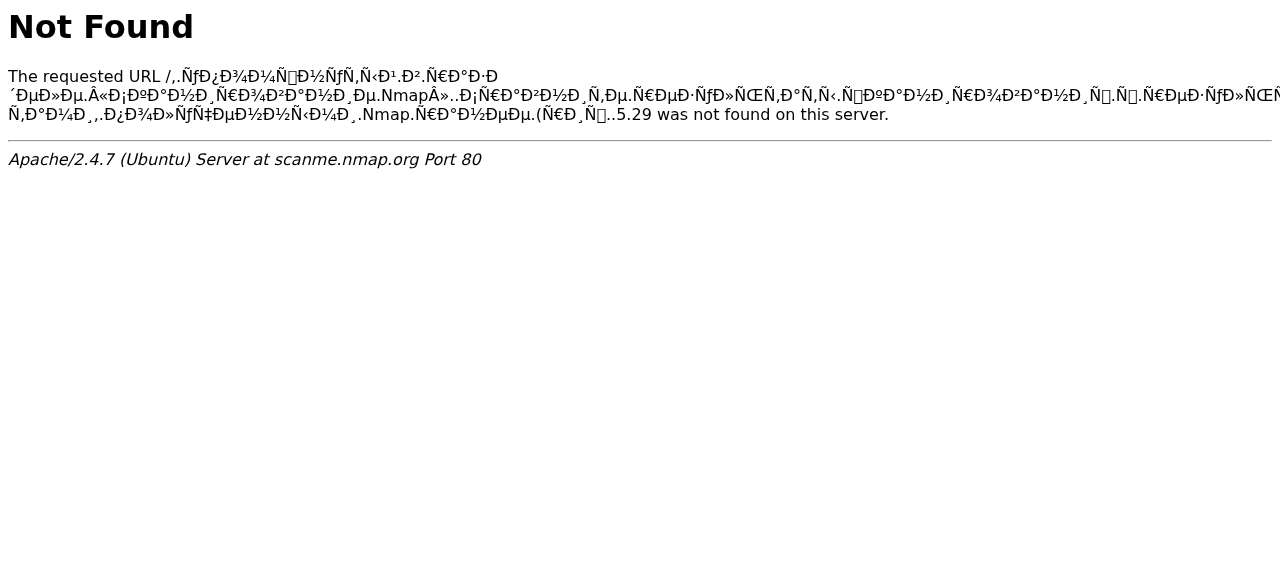 Not Found
The requested URL /,.ÑƒÐ¿Ð¾Ð¼Ñ▯Ð½ÑƒÑ‚Ñ‹Ð¹.Ð².Ñ€Ð°Ð·Ð
´ÐµÐ»Ðµ.Â«Ð¡ÐºÐ°Ð½Ð¸Ñ€Ð¾Ð²Ð°Ð½Ð¸Ðµ.NmapÂ»..Ð¡Ñ€Ð°Ð²Ð½Ð¸Ñ‚Ðµ.Ñ€ÐµÐ·ÑƒÐ»ÑŒÑ‚Ð°Ñ‚Ñ‹.Ñ▯ÐºÐ°Ð½Ð¸Ñ€Ð¾Ð²Ð°Ð½Ð¸Ñ▯.Ñ▯.Ñ€ÐµÐ·ÑƒÐ»ÑŒÑ
Ñ‚Ð°Ð¼Ð¸,.Ð¿Ð¾Ð»ÑƒÑ‡ÐµÐ½Ð½Ñ‹Ð¼Ð¸.Nmap.Ñ€Ð°Ð½ÐµÐµ.(Ñ€Ð¸Ñ▯..5.29 was not found on this server.
Apache/2.4.7 (Ubuntu) Server at scanme.nmap.org Port 80